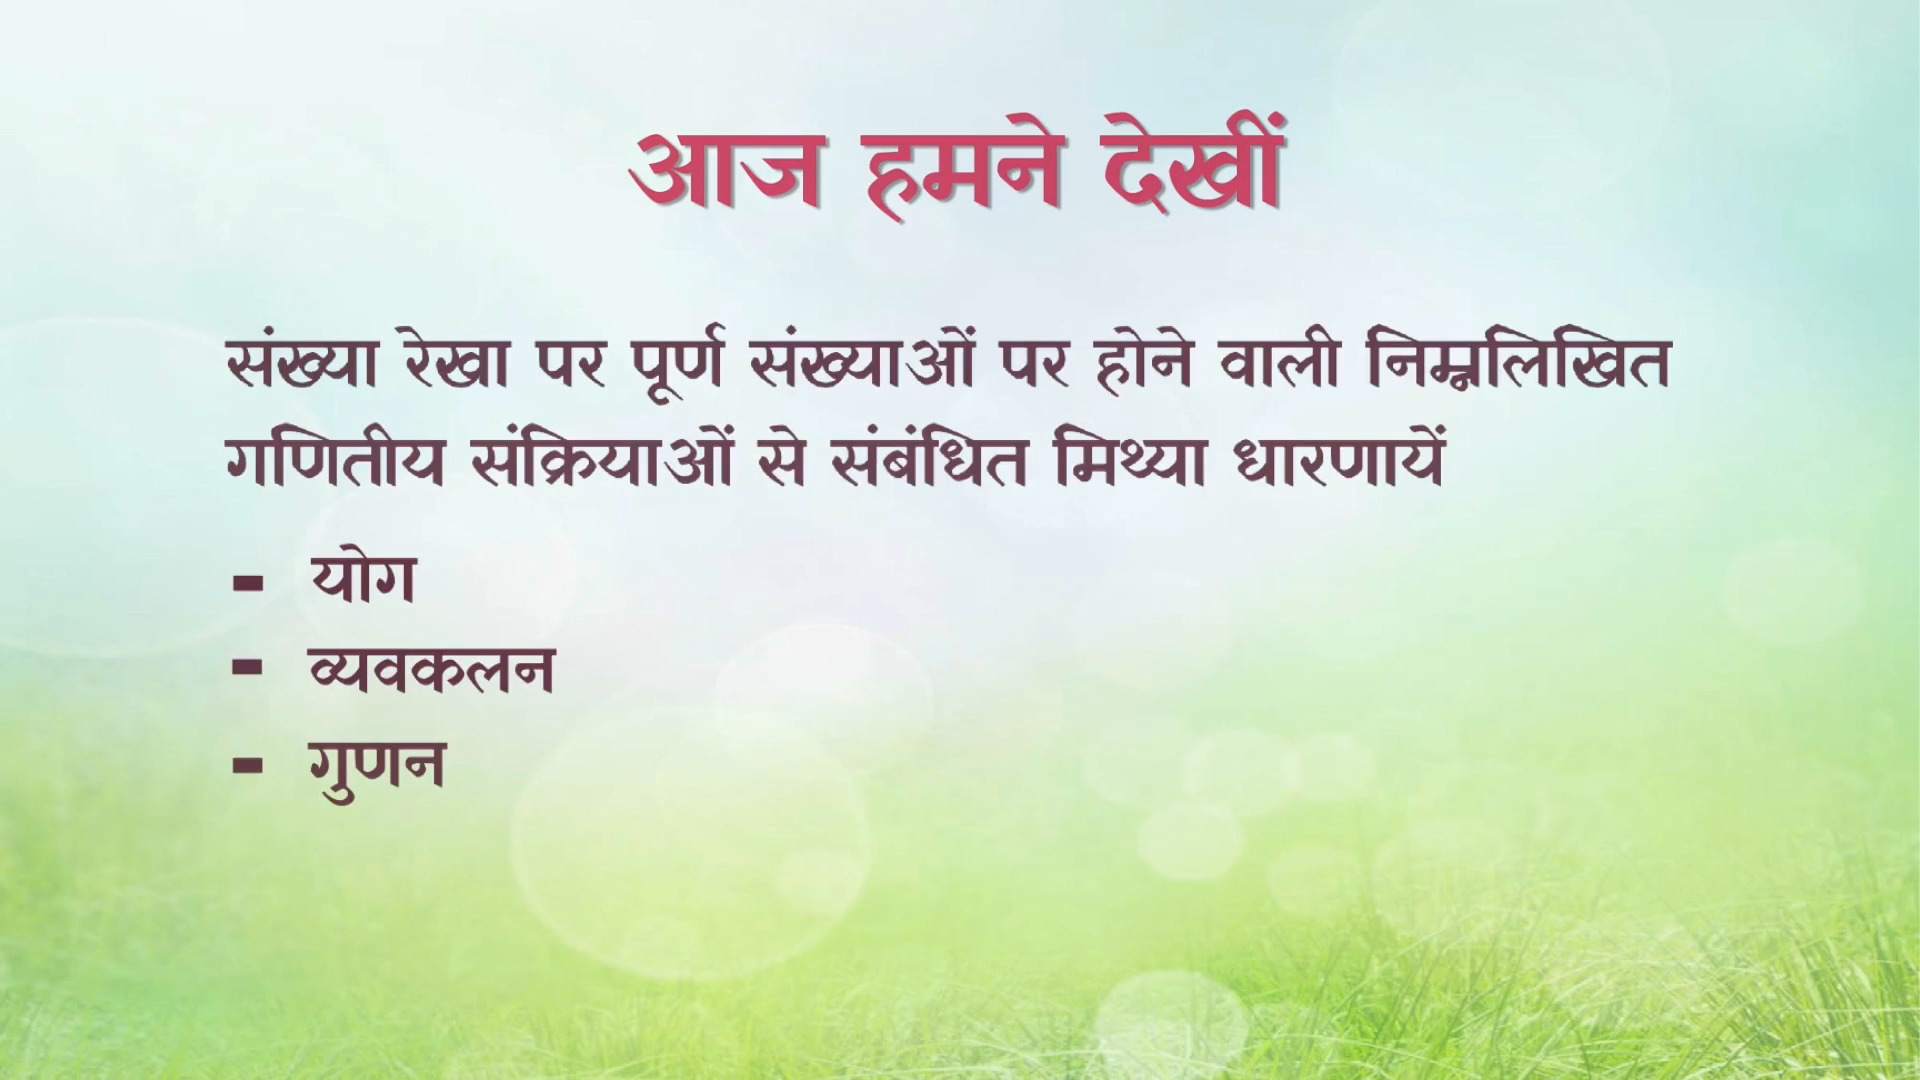 आज हमने देखीं
संख्या रेखा पर पूर्ण संख्याओं पर होने वाली निम्नलिखित
गणितीय संक्रियाओं से संबंधित मिथ्या धारणायें
- योग
- व्यवकलन
- गुणन